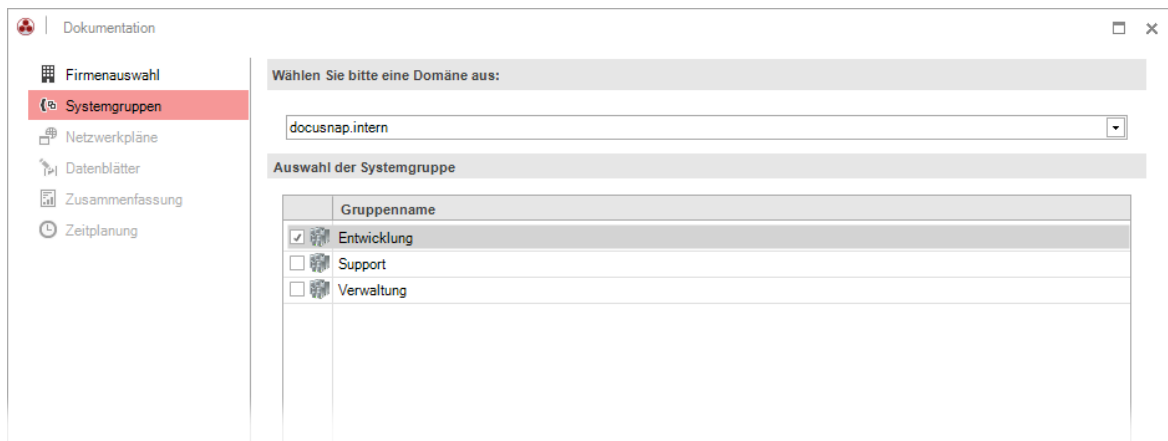 Dokumentation
Firmenauswahl
Systemgruppen
Netzwerkpläne
Datenblätter
Zusammenfassung
Zeitplanung
Wählen Sie bitte eine Domäne aus:
docusnap.intern
Auswahl der Systemgruppe
Gruppenname
Entwicklung
Support
Verwaltung